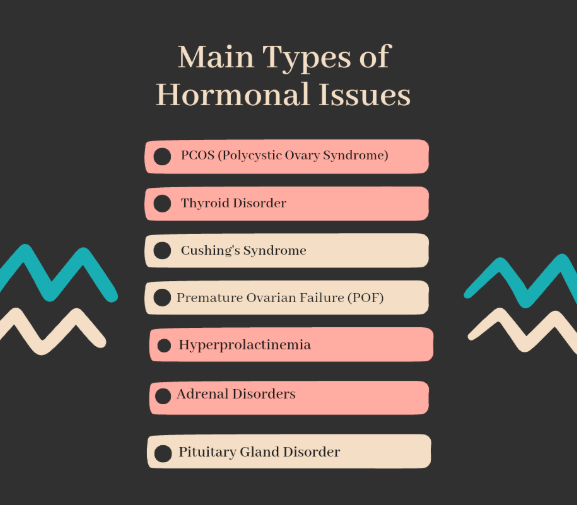 Main Types of
Hormonal Issues
PCOS (Polycystic Ovary Syndrome)
Thyroid Disorder
Cushing's Syndrome
Premature Ovarian Failure (POF)
Hyperprolactinemia
Adrenal Disorders
Pituitary Gland Disorder